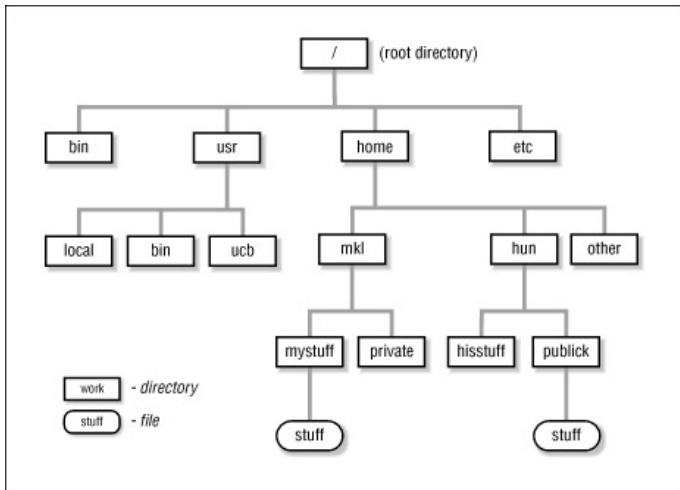 / (root directory)
bin usr home etc
local bin ucb mkl hun other
mystuff private hisstuff publick
work - directory
stuff - file
stuff stuff